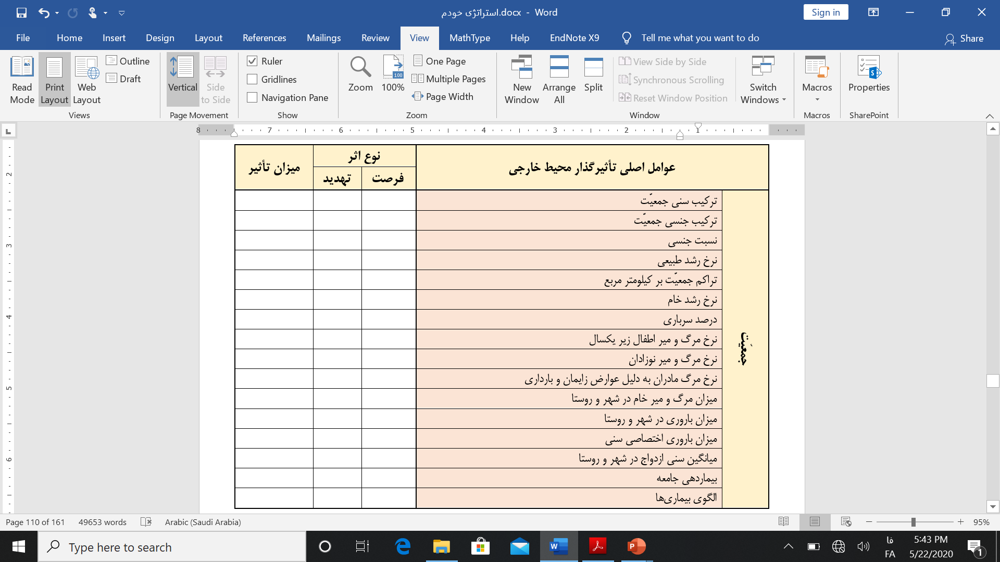 استراتژی خودم.docx - Word
Sign in
File Home Insert Design Layout References Mailings Review View MathType Help EndNote X9 Tell me what you want to do Share
Read Mode
Print Layout
Web Layout
Outline
Draft
Views
Vertical
Side to Side
Page Movement
Ruler
Gridlines
Navigation Pane
Show
Zoom
100
100%
One Page
Multiple Pages
Page Width
Zoom
New Window
Arrange All
Split
View Side by Side
Synchronous Scrolling
Reset Window Position
Switch Windows
Window
Macros
Macros
Properties
SharePoint
8 7 6 5 4 3 2 1
2
3
4
5
6
عوامل اصلی تأثیرگذار محیط خارجی
نوع اثر
فرصت
تهدید
میزان تأثیر
جمعیّت
ترکیب سنی جمعیّت
ترکیب جنسی جمعیّت
نسبت جنسی
نرخ رشد طبیعی
تراکم جمعیّت بر کیلومتر مربع
نرخ رشد خام
درصد سرباری
نرخ مرگ و میر اطفال زیر یکسال
نرخ مرگ و میر نوزادان
نرخ مرگ مادران به دلیل عوارض زایمان و بارداری
میزان مرگ و میر خام در شهر و روستا
میزان باروری در شهر و روستا
میزان باروری اختصاصی سنی
میانگین سنی ازدواج در شهر و روستا
بیماردهی جامعه
الگوی بیماری‌ها
Page 110 of 161 49653 words Arabic (Saudi Arabia) 95%
Type here to search
فا
FA
5:43 PM
5/22/2020
1